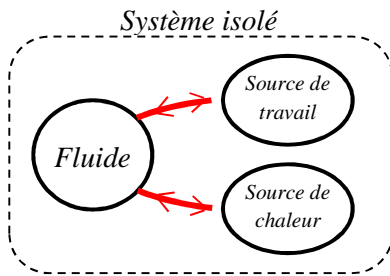 Système isolé
Source de
travail
Fluide
Source de
chaleur